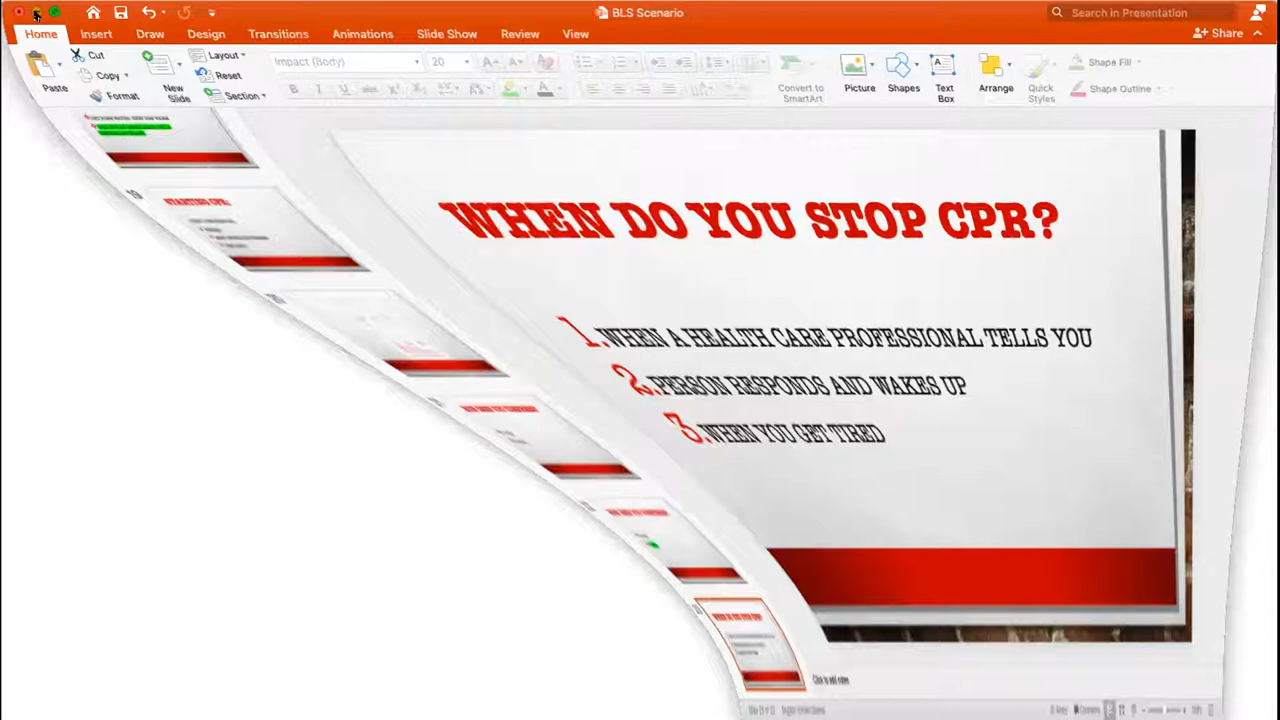 BLS Scenario
Search in Presentation
Home Insert Draw Design Transitions Animations Slide Show Review View
Share
Paste
Cut
Copy
Format
New
Slide
Layout
Reset
Section
Impact (Body)
20
Convert to
SmartArt
Picture
Shapes
Text
Box
Arrange
Quick
Styles
Shape Fill
Shape Outline
STARTING CPR:
WHEN DO YOU STOP CPR?
1.WHEN A HEALTH CARE PROFESSIONAL TELLS YOU
2.PERSON RESPONDS AND WAKES UP
3.WHEN YOU GET TIRED
Click to add notes